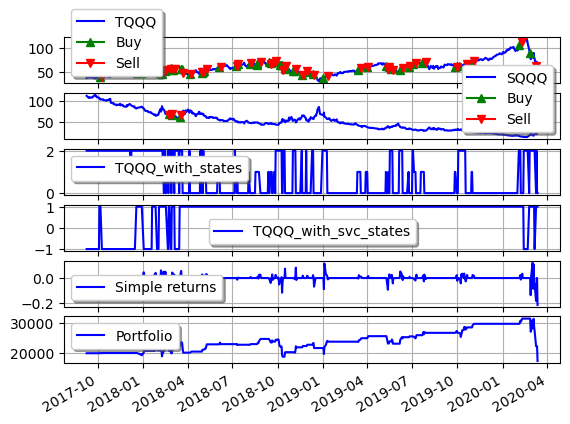 TQQQ
Buy
Sell
100
50
SQQQ
Buy
Sell
100
50
2
TQQQ_with_states
0
1
0
TQQQ_with_svc_states
−1
0.0
Simple returns
−0.2
30000
Portfolio
20000
2017-10
2018-01
2018-04
2018-07
2018-10
2019-01
2019-04
2019-07
2019-10
2020-01
2020-04